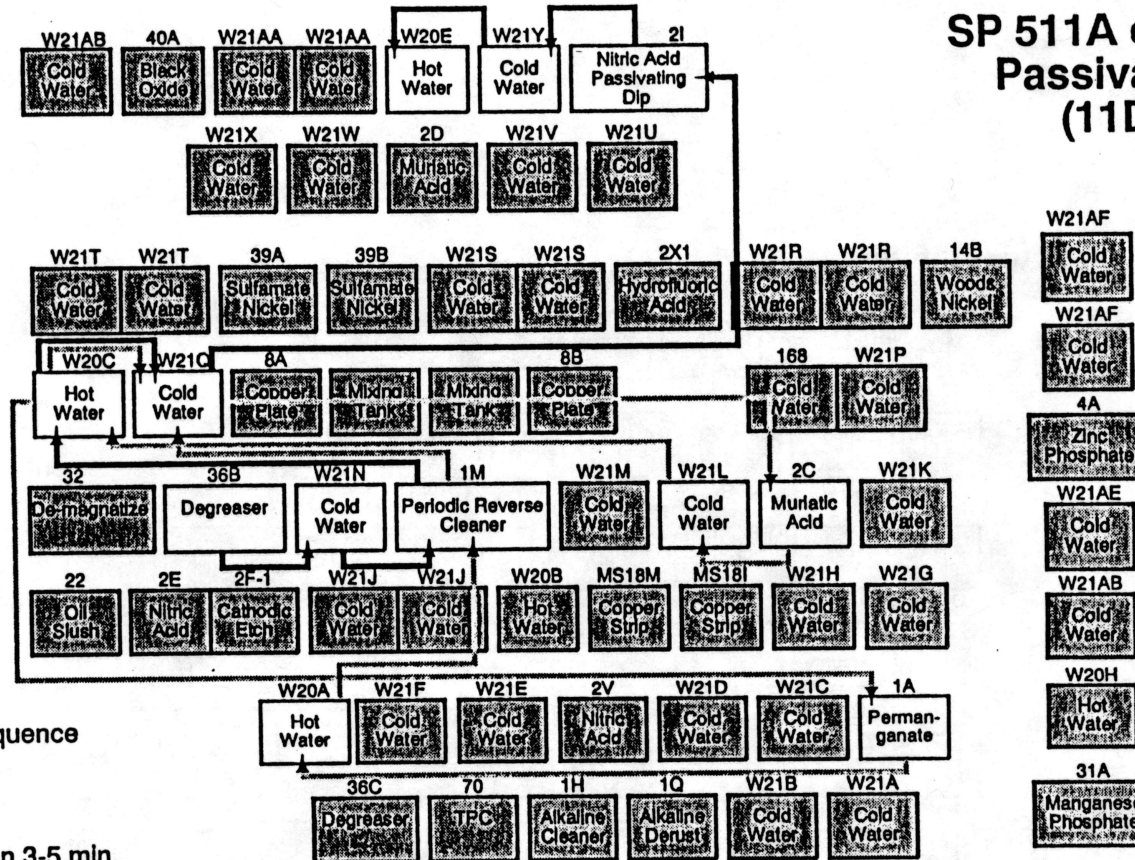 SP 511A
Passiva
(11D
W21AB 40A W21AA W21AA W20E W21Y 2I
Cold Water
Black Oxide
Cold Water
Cold Water
Hot Water
Cold Water
Nitric Acid Passivating Dip
W21X W21W 2D W21V W21U
Cold Water
Cold Water
Muriatic Acid
Cold Water
Cold Water
W21T W21T 39A 39B W21S W21S 2X1 W21R W21R 14B
Cold Water
Cold Water
Sulfamate Nickel
Sulfamate Nickel
Cold Water
Cold Water
Hydrofluoric Acid
Cold Water
Cold Water
Woods Nickel
W20C W21Q 8A 8B 168 W21P
Hot Water
Cold Water
Copper Plate
Mixing Tank
Mixing Tank
Copper Plate
Cold Water
Cold Water
32 36B W21N 1M W21M W21L 2C W21K
De-magnatize
Degreaser
Cold Water
Periodic Reverse Cleaner
Cold Water
Cold Water
Muriatic Acid
Cold Water
22 2E 2F-1 W21J W21J W20B MS18M MS18I W21H W21G
Oil Slush
Nitric Acid
Cathodic Etch
Cold Water
Cold Water
Hot Water
Copper Strip
Copper Strip
Cold Water
Cold Water
W20A W21F W21E 2V W21D W21C 1A
Hot Water
Cold Water
Cold Water
Nitric Acid
Cold Water
Cold Water
Perman-
ganate
36C 70 1H 1Q W21B W21A
Degreaser
TPC
Alkaline Cleaner
Alkaline Derust
Cold Water
Cold Water
W21AF
Cold Water
W21AF
Cold Water
4A
Zinc Phosphate
W21AE
Cold Water
W21AB
Cold Water
W20H
Hot Water
31A
Manganese Phosphate
quence
n 3-5 min